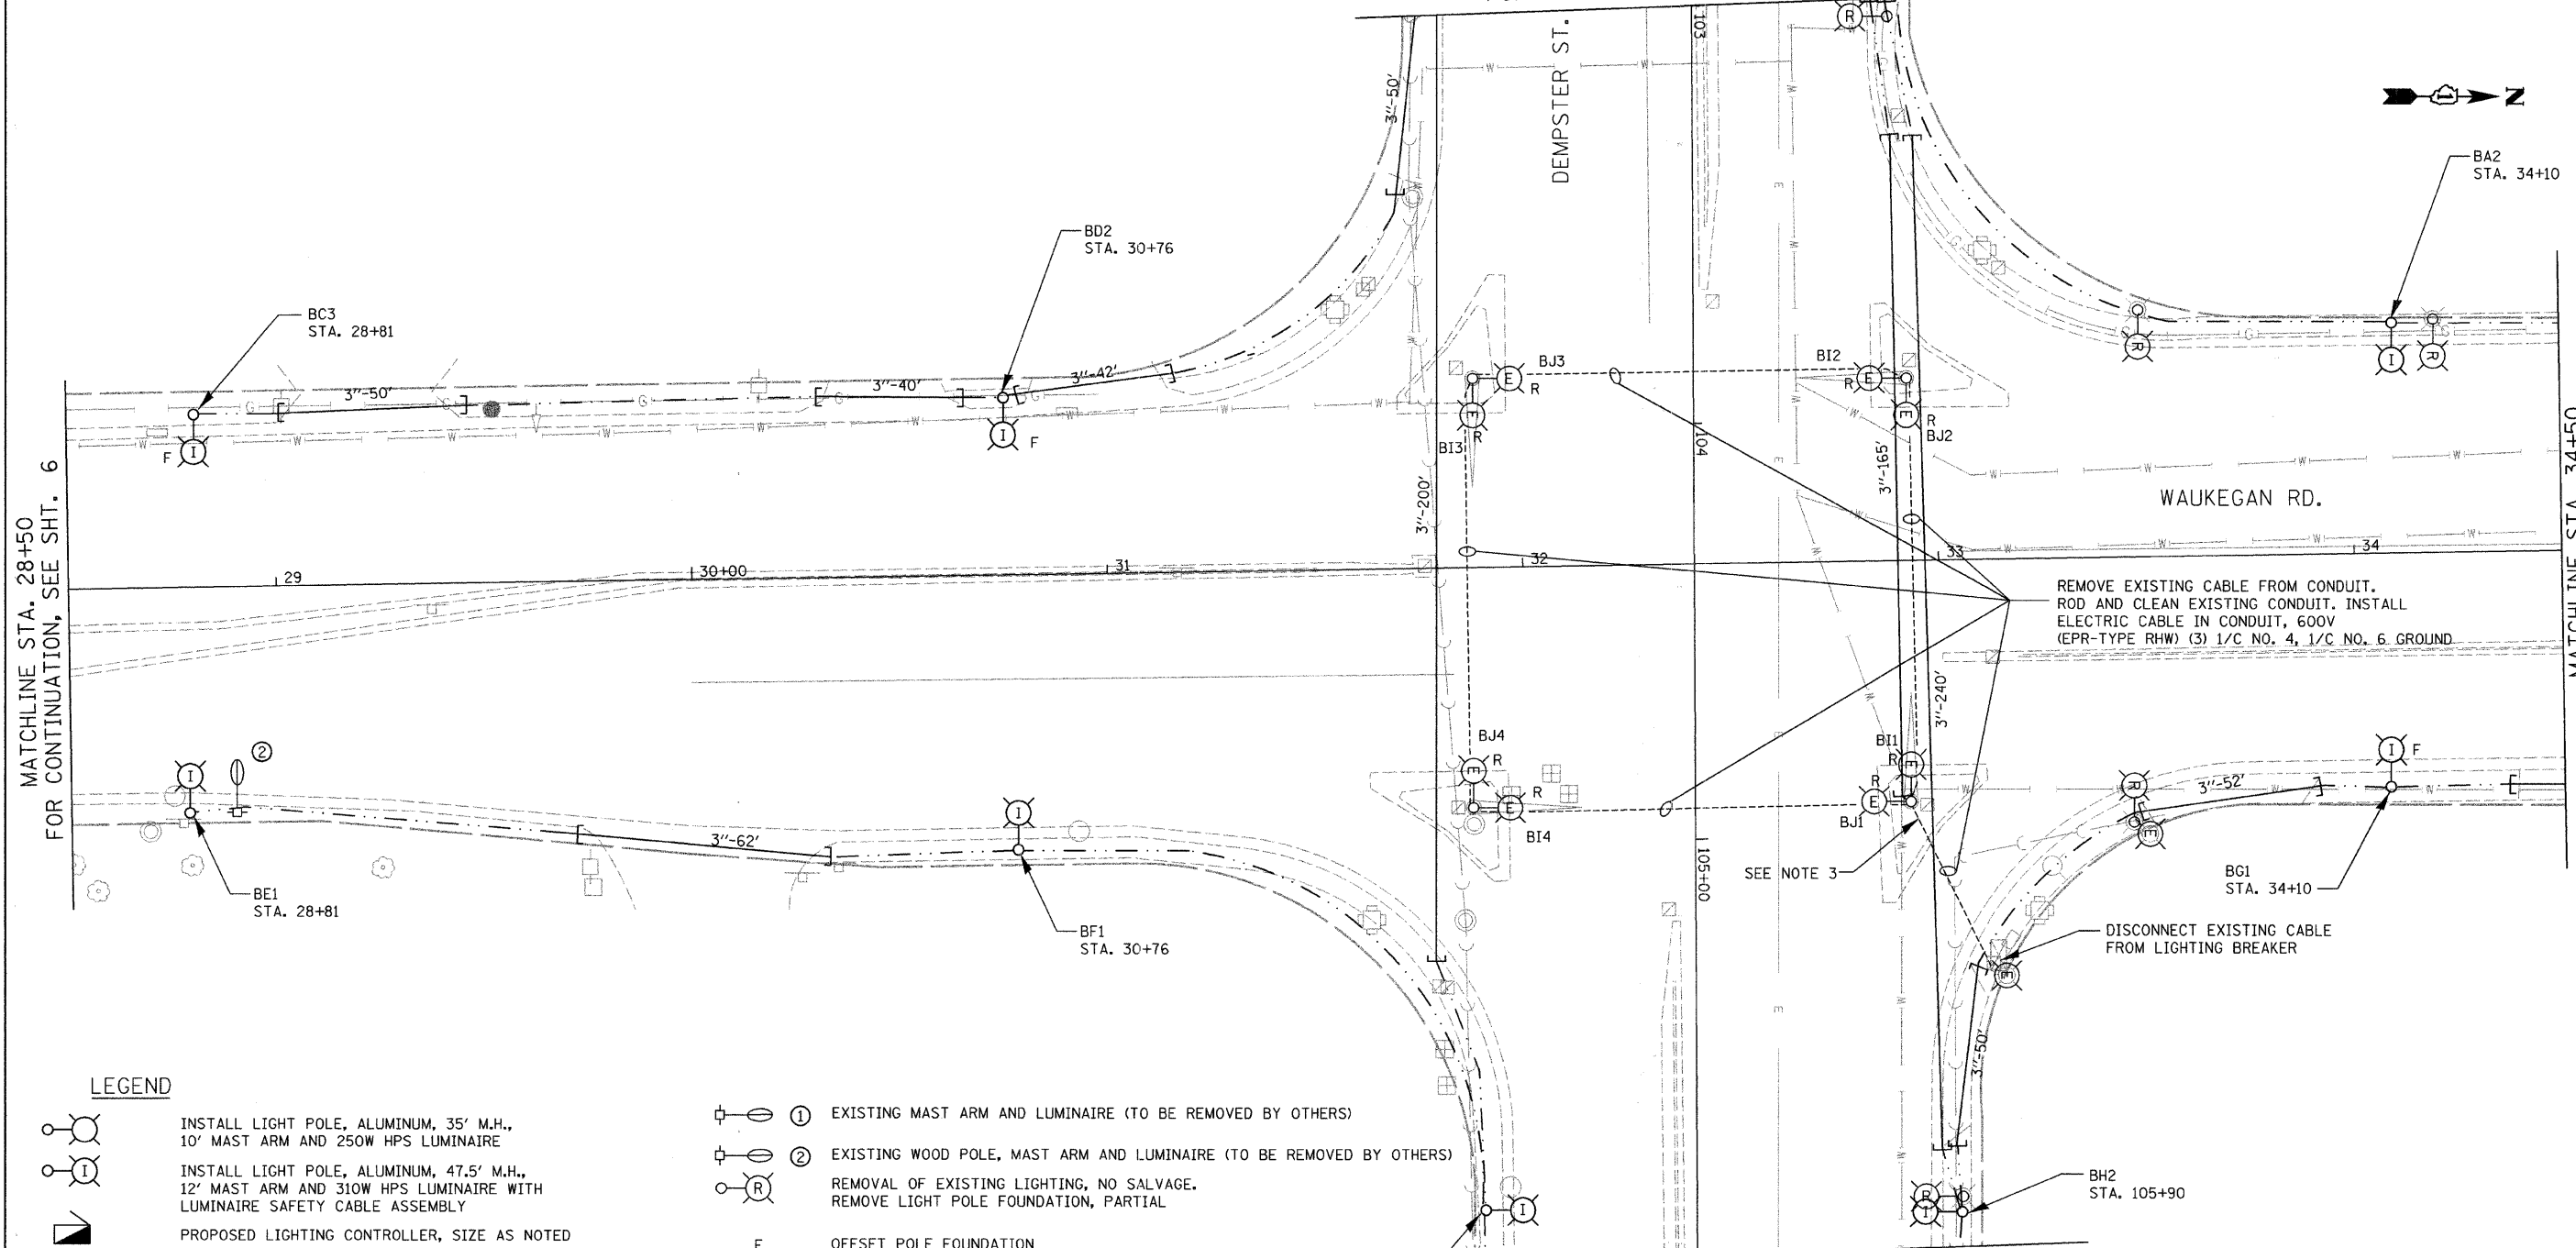 DEMPSTER ST.
103
R
N
1
3"-50'
BA2
STA. 34+10
BD2
STA. 30+76
BC3
STA. 28+81
3"-50'
3"-40'
3"-42'
BJ3
E
R
BI2
R
E
E
R
BJ2
BI3
E
R
R
I
R
F
I
I
F
104
3"-200'
3"-165'
WAUKEGAN RD.
MATCHLINE STA. 28+50
FOR CONTINUATION, SEE SHT. 6
MATCHLINE STA. 34+50
29
30+00
31
32
33
34
REMOVE EXISTING CABLE FROM CONDUIT.
ROD AND CLEAN EXISTING CONDUIT. INSTALL
ELECTRIC CABLE IN CONDUIT, 600V
(EPR-TYPE RHW) (3) 1/C NO. 4, 1/C NO. 6 GROUND
3"-240'
BJ4
E
R
E
R
BI4
BI1
R
E
R
E
BJ1
I
2
I
I
F
R
E
3"-52'
3"-62'
105+00
SEE NOTE 3
BG1
STA. 34+10
BE1
STA. 28+81
BF1
STA. 30+76
DISCONNECT EXISTING CABLE
FROM LIGHTING BREAKER
E
3"-50'
BH2
STA. 105+90
R
I
I
LEGEND
INSTALL LIGHT POLE, ALUMINUM, 35' M.H.,
10' MAST ARM AND 250W HPS LUMINAIRE
I
INSTALL LIGHT POLE, ALUMINUM, 47.5' M.H.,
12' MAST ARM AND 310W HPS LUMINAIRE WITH
LUMINAIRE SAFETY CABLE ASSEMBLY
PROPOSED LIGHTING CONTROLLER, SIZE AS NOTED
1 EXISTING MAST ARM AND LUMINAIRE (TO BE REMOVED BY OTHERS)
2 EXISTING WOOD POLE, MAST ARM AND LUMINAIRE (TO BE REMOVED BY OTHERS)
R REMOVAL OF EXISTING LIGHTING, NO SALVAGE.
REMOVE LIGHT POLE FOUNDATION, PARTIAL
F OFFSET POLE FOUNDATION